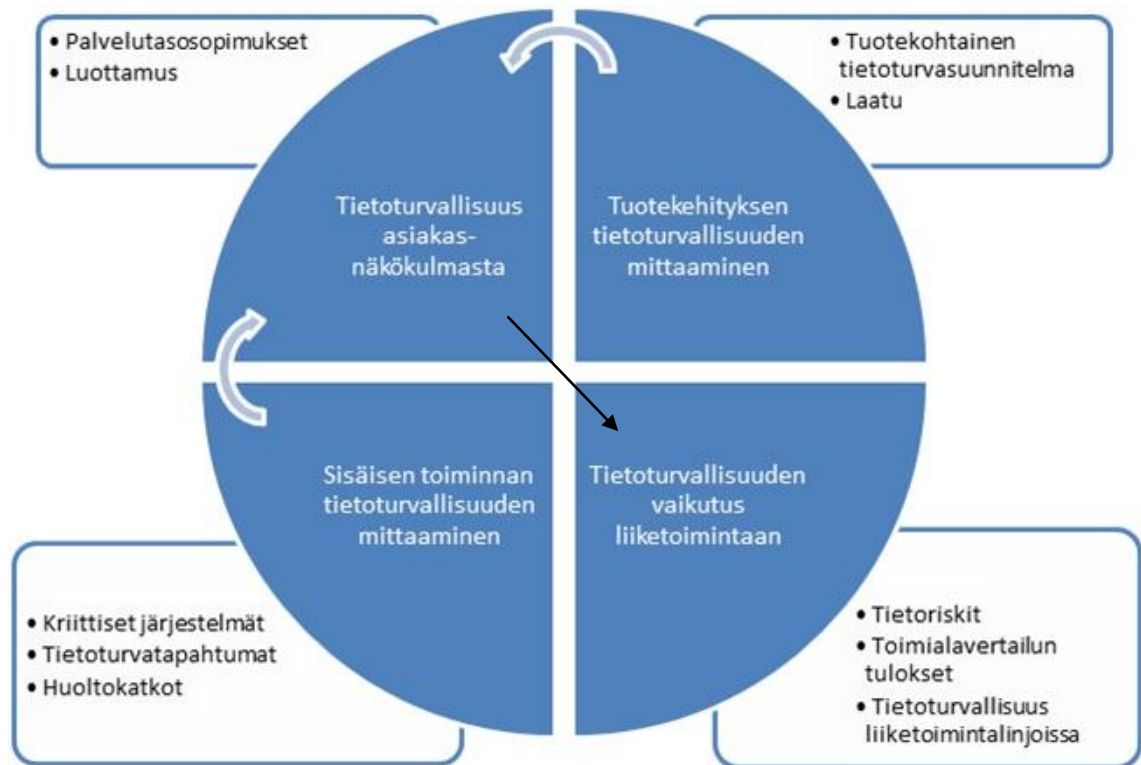 • Palvelutasosopimukset
• Luottamus
• Tuotekohtainen
tietoturvasuunnitelma
• Laatu
Tietoturvallisuus
asiakas-
näkökulmasta
Tuotekehityksen
tietoturvallisuuden
mittaaminen
Sisäisen toiminnan
tietoturvallisuuden
mittaaminen
Tietoturvallisuuden
vaikutus
liiketoimintaan
• Kriittiset järjestelmät
• Tietoturvatapahtumat
• Huoltokatkot
• Tietoriskit
• Toimialavertailun
tulokset
• Tietoturvallisuus
liiketoimintalinjoissa